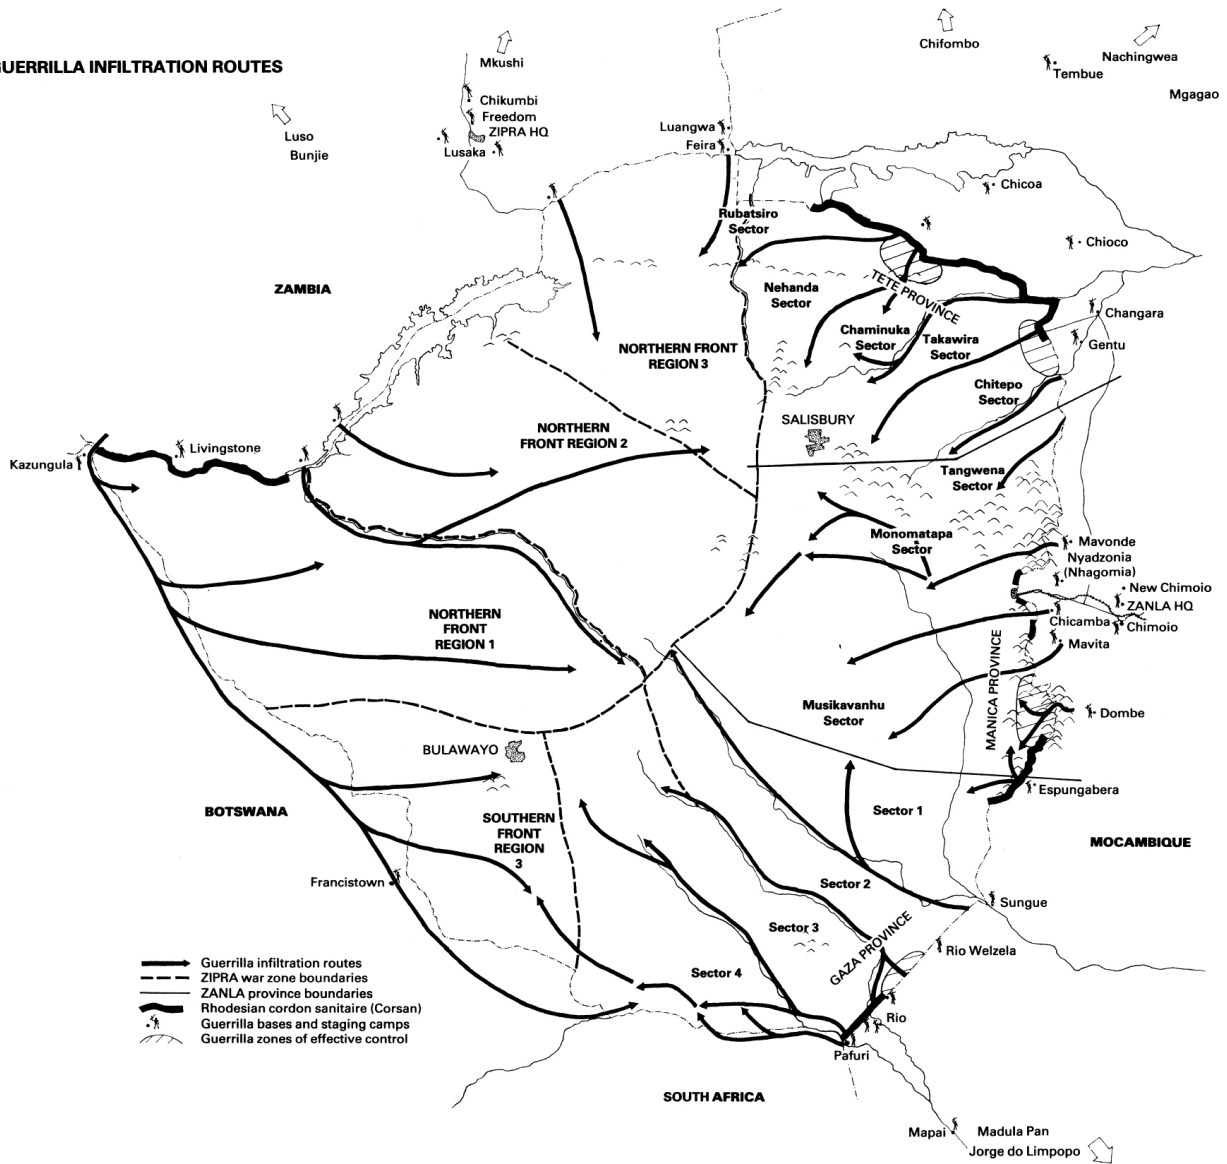 GUERRILLA INFILTRATION ROUTES
Mkushi
Chifombo
Nachingwea
Tembue
Mgagao
Luso
Bunjie
Chikumbi
Freedom
ZIPRA HQ
Lusaka
Luangwa
Feira
Chicoa
Chioco
Rubatsiro
Sector
ZAMBIA
Nehanda
Sector
TETE PROVINCE
Chaminuka
Sector
Takawira
Sector
Changara
Gentu
NORTHERN FRONT
REGION 3
Chitepo
Sector
SALISBURY
NORTHERN
FRONT REGION 2
Kazungula
Livingstone
Tangwena
Sector
Monomatapa
Sector
Mavonde
Nyadzonia
(Nhagomia)
New Chimoio
ZANLA HQ
Chicamba
Chimoio
Mavita
NORTHERN
FRONT
REGION 1
MANICA PROVINCE
Musikavanhu
Sector
Dombe
BULAWAYO
Espungabera
BOTSWANA
SOUTHERN
FRONT
REGION
3
Sector 1
MOCAMBIQUE
Francistown
Sector 2
Sungue
Sector 3
GAZA PROVINCE
Rio Welzela
Sector 4
Rio
Pafuri
Guerrilla infiltration routes
ZIPRA war zone boundaries
ZANLA province boundaries
Rhodesian cordon sanitaire (Corsan)
Guerrilla bases and staging camps
Guerrilla zones of effective control
SOUTH AFRICA
Mapai
Madula Pan
Jorge do Limpopo